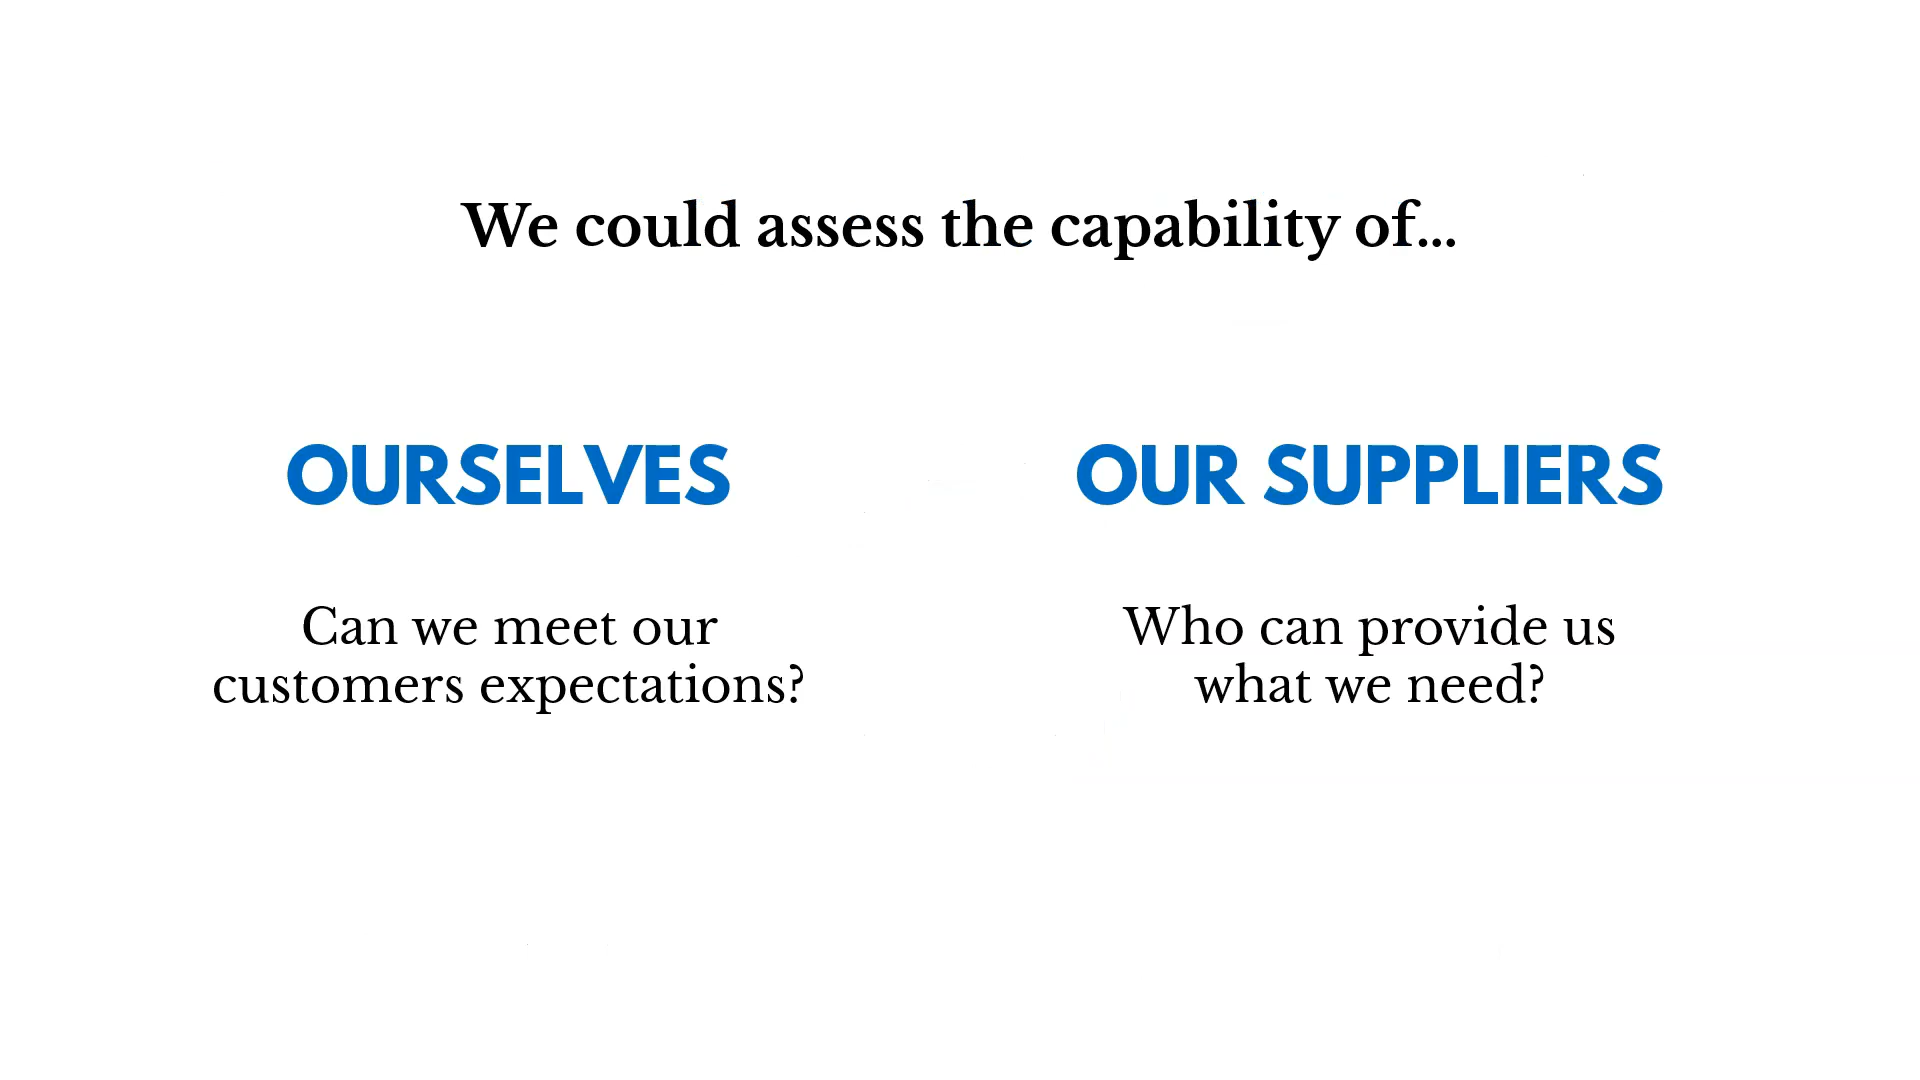 We could assess the capability of...
OURSELVES
Can we meet our
customers expectations?
OUR SUPPLIERS
Who can provide us
what we need?